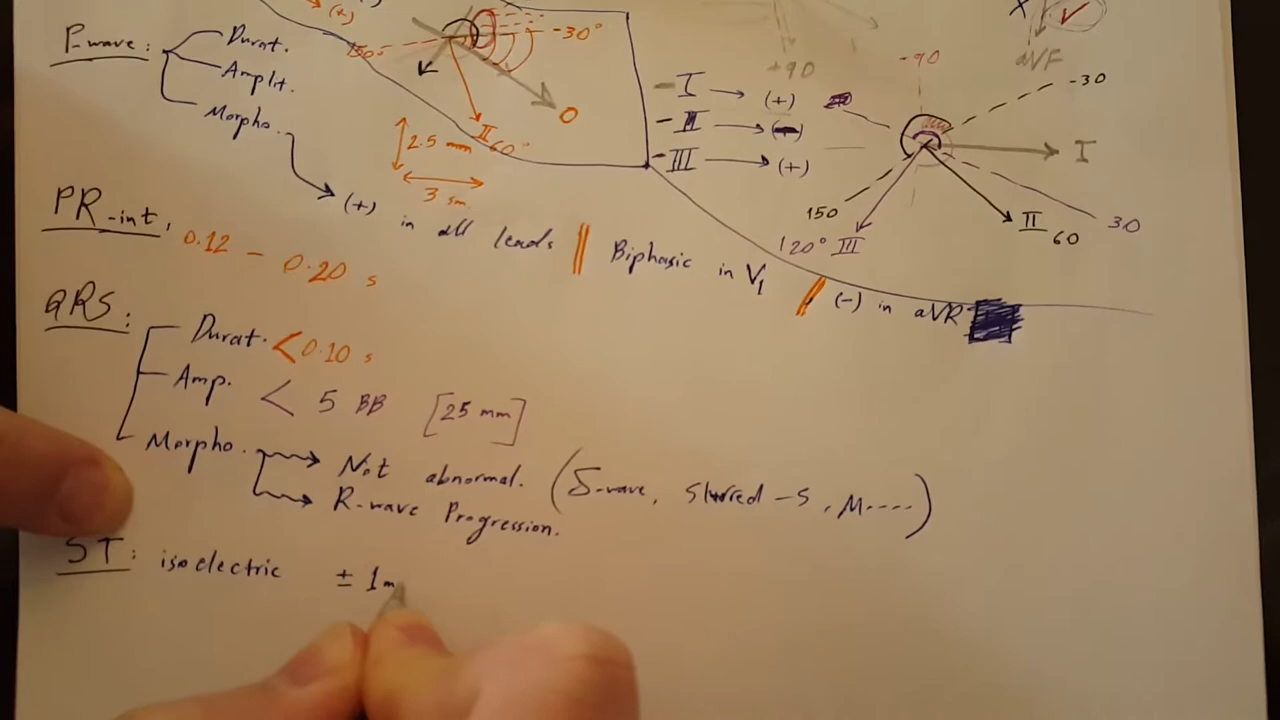 (+)
150°
-30°
0
II 60°
2.5 mm
3 sm
P-wave:
Durat.
Amplt.
Morpho.
(+) in all leads || Biphasic in V1 || (-) in aVR
- I → (+)
- II →
- III → (+)
+90
X
✓
aVF
-90
-30
I
II 60
30
120° III
150
PR-int. 0.12 - 0.20 s
QRS:
Durat. < 0.10 s
Amp. < 5 BB [25 mm]
Morpho.
Not abnormal. (δ-wave, slurred-S, M....)
R-wave Progression.
ST: isoelectric ± 1m